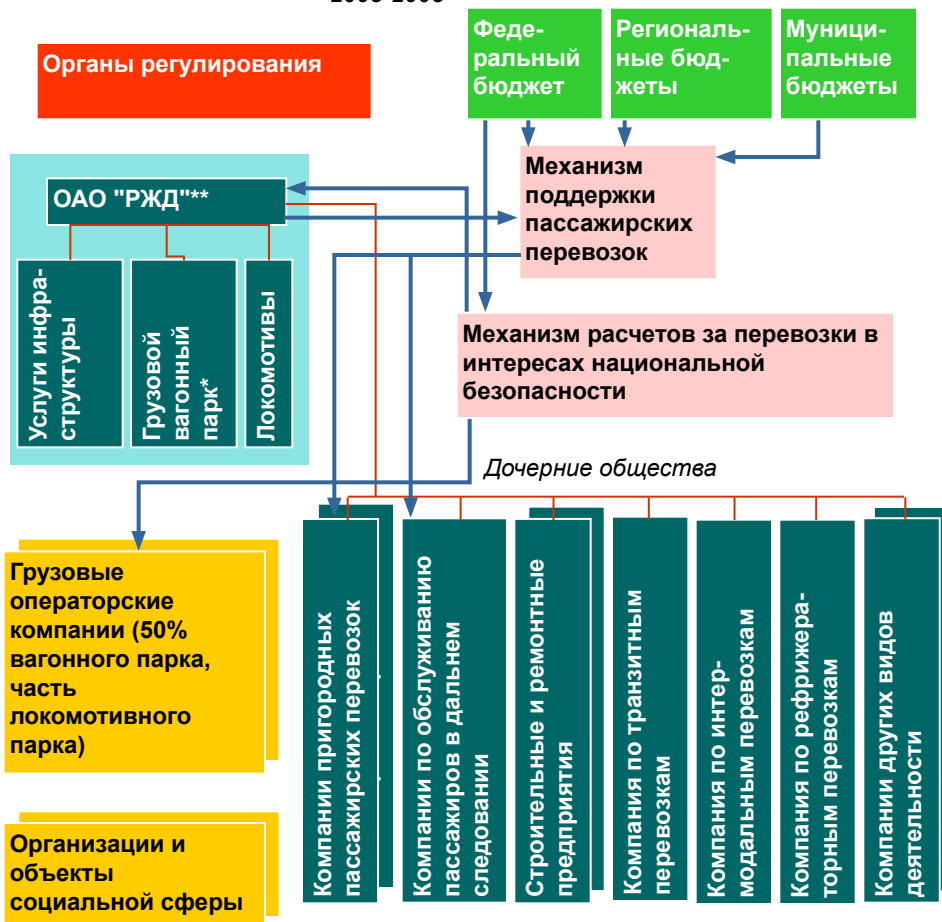 Органы регулирования
Феде-
ральный
бюджет
Региональ-
ные бюд-
жеты
Муници-
пальные
бюджеты
Механизм
поддержки
пассажирских
перевозок
ОАО "РЖД"**
Услуги инфра-
структуры
Грузовой
вагонный
парк*
Локомотивы
Механизм расчетов за перевозки в
интересах национальной
безопасности
Дочерние общества
Грузовые
операторские
компании (50%
вагонного парка,
часть
локомотивного
парка)
Организации и
объекты
социальной сферы
Компании пригородных
пассажирских перевозок
Компании по обслуживанию
пассажиров в дальнем
следовании
Строительные и ремонтные
предприятия
Компания по транзитным
перевозкам
Компания по интер-
модальным перевозкам
Компания по рефрижера-
торным перевозкам
Компании других видов
деятельности